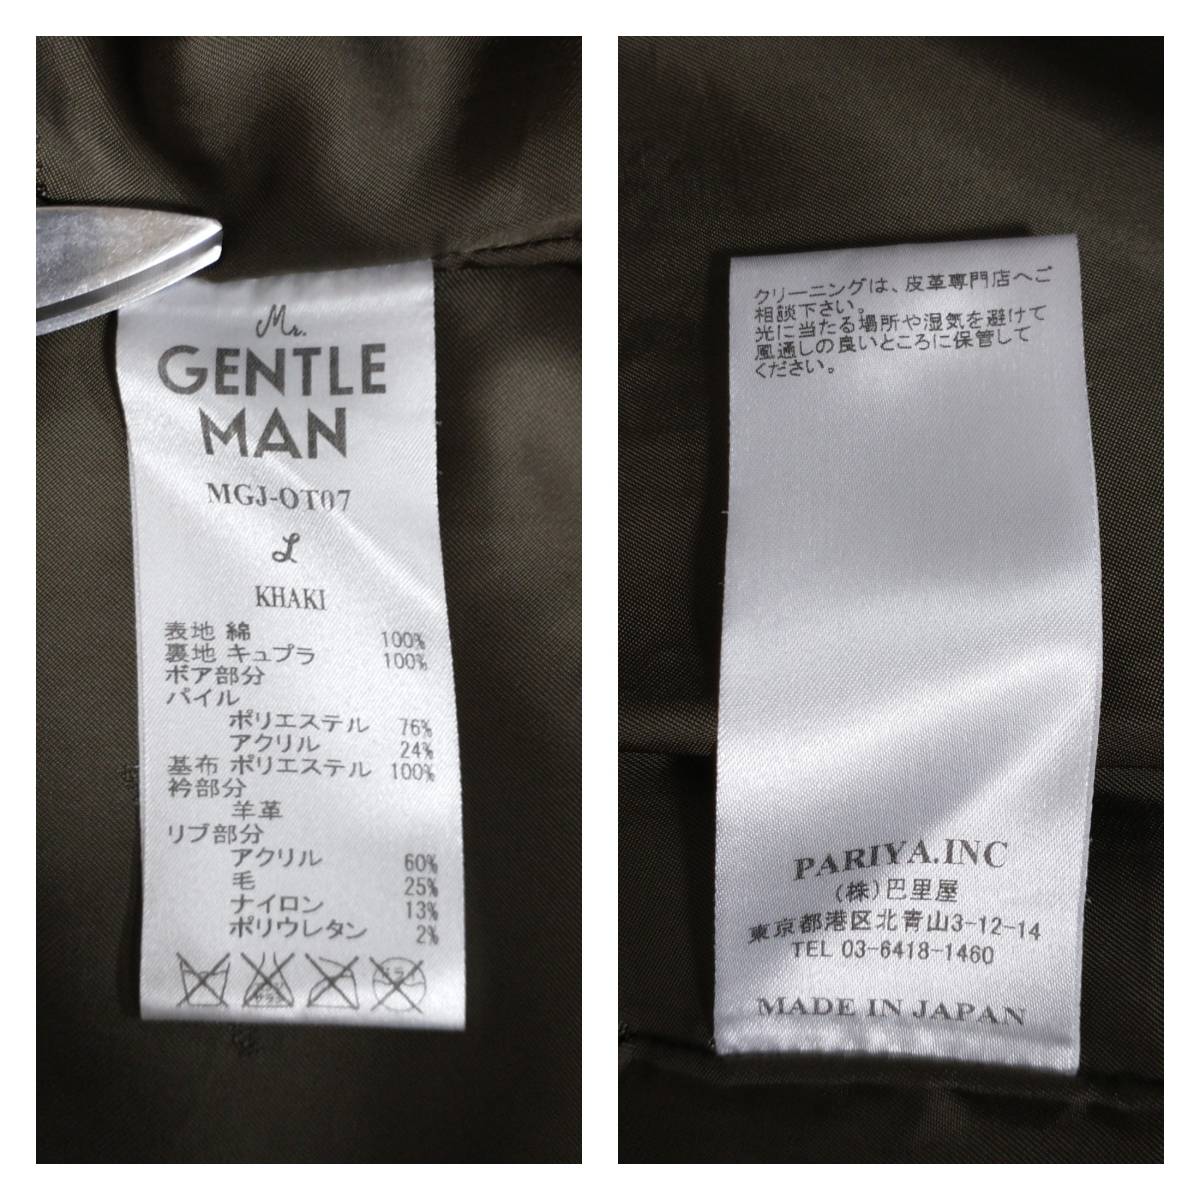 Mr.
GENTLE
MAN
MGJ-OT07
L
KHAKI
表地 綿 100%
裏地 キュプラ 100%
ボア部分
パイル
ポリエステル 76%
アクリル 24%
基布 ポリエステル 100%
衿部分
羊革
リブ部分
アクリル 60%
毛 25%
ナイロン 13%
ポリウレタン 2%
クリーニングは、皮革専門店へご
相談下さい。
光に当たる場所や湿気を避けて
風通しの良いところに保管して
ください。
PARIYA.INC
(株)巴里屋
東京都港区北青山3-12-14
TEL 03-6418-1460
MADE IN JAPAN